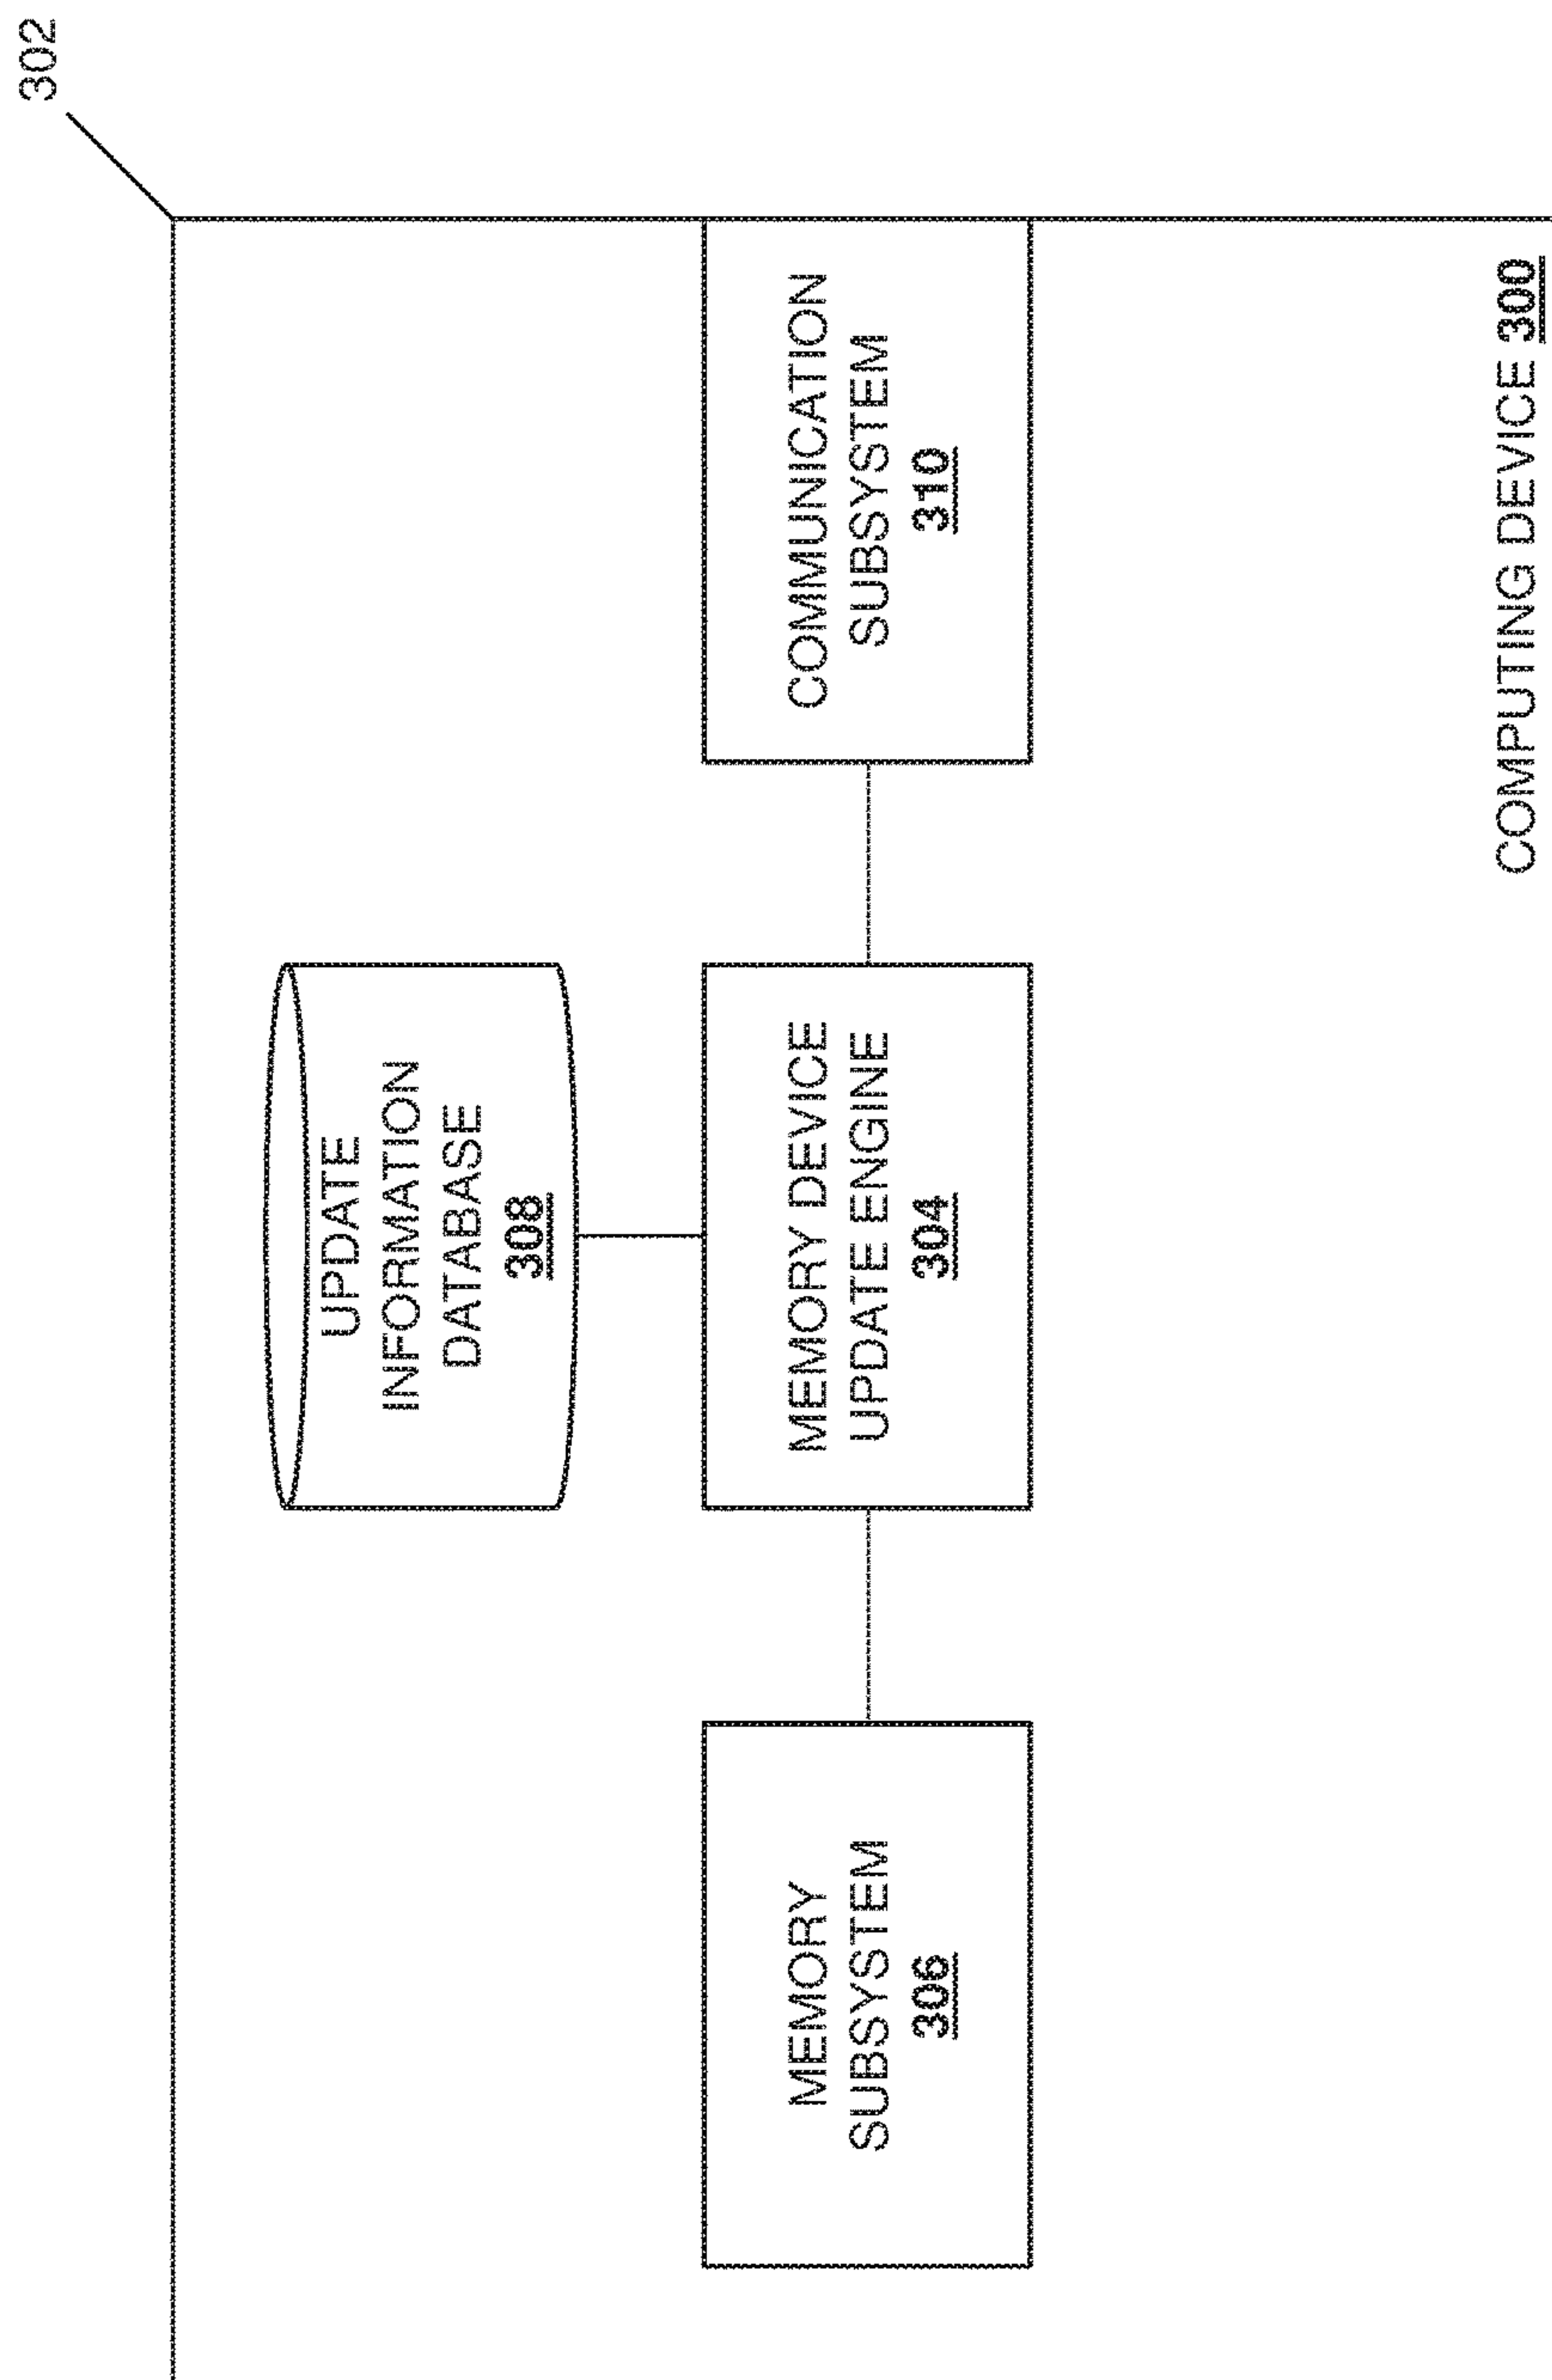 302
UPDATE
INFORMATION
DATABASE
308
MEMORY
SUBSYSTEM
306
MEMORY DEVICE
UPDATE ENGINE
304
COMMUNICATION
SUBSYSTEM
310
COMPUTING DEVICE 300